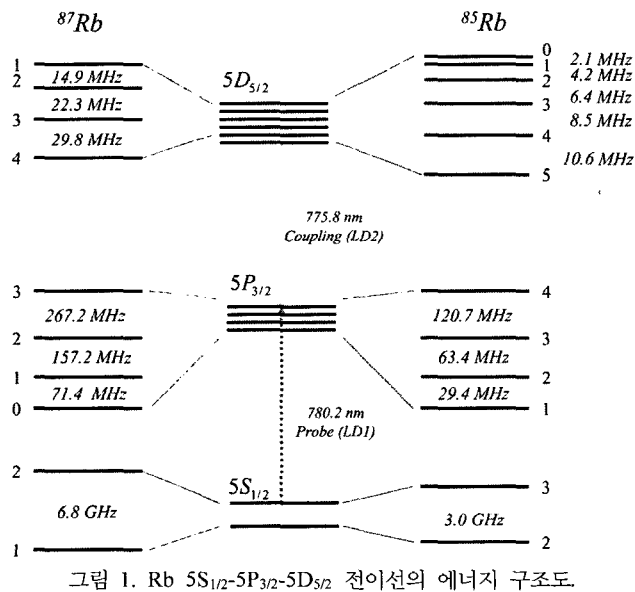 ⁸⁷Rb
⁸⁵Rb
1
14.9 MHz
2
22.3 MHz
3
29.8 MHz
4
5D₅/₂
0
1
2
3
4
5
2.1 MHz
4.2 MHz
6.4 MHz
8.5 MHz
10.6 MHz
775.8 nm
Coupling (LD2)
3
267.2 MHz
2
157.2 MHz
1
71.4 MHz
0
5P₃/₂
4
120.7 MHz
3
63.4 MHz
2
29.4 MHz
1
780.2 nm
Probe (LD1)
2
6.8 GHz
1
5S₁/₂
3
3.0 GHz
2
그림 1. Rb 5S₁/₂-5P₃/₂-5D₅/₂ 전이선의 에너지 구조도.